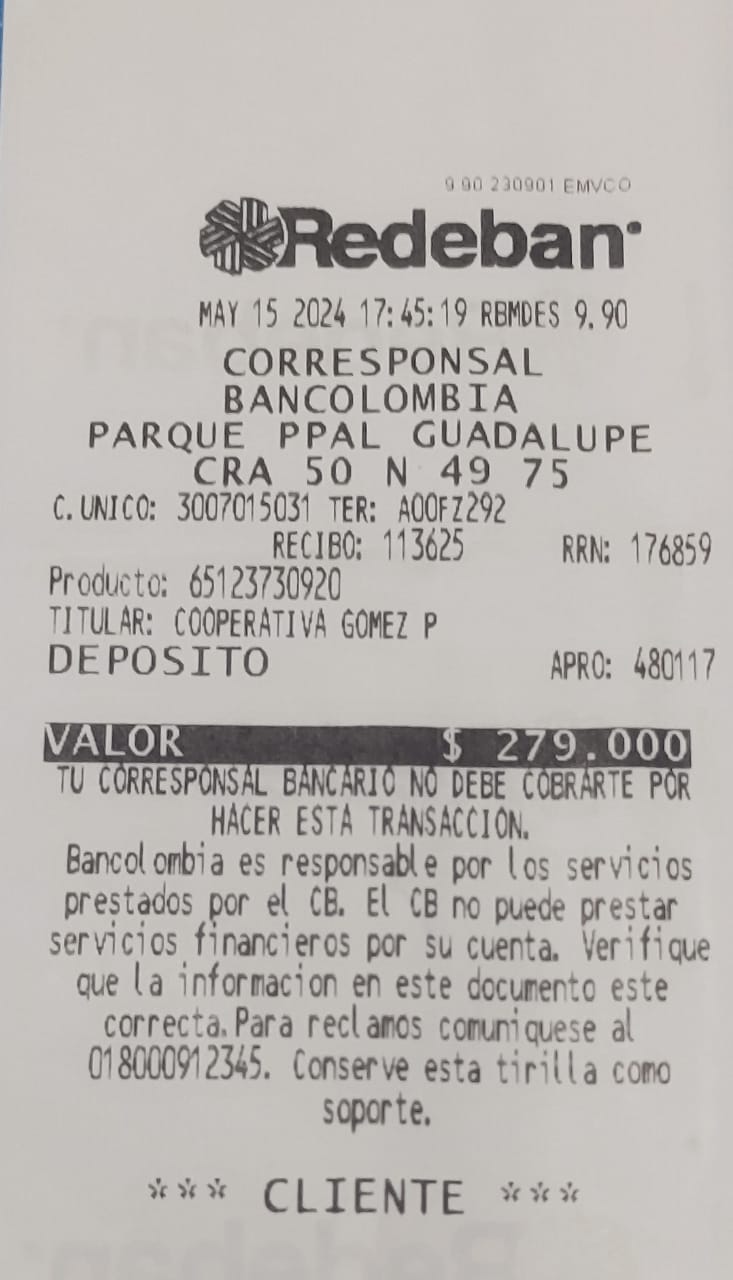 9.90 230901 EMVCO
Redeban
MAY 15 2024 17:45:19 RBMDES 9.90
CORRESPONSAL
BANCOLOMBIA
PARQUE PPAL GUADALUPE
CRA 50 N 49 75
C. UNICO: 3007015031 TER: A00FZ292
RECIBO: 113625 RRN: 176859
Producto: 65123730920
TITULAR: COOPERATIVA GOMEZ P
DEPOSITO APRO: 480117
VALOR $ 279.000
TU CORRESPONSAL BANCARIO NO DEBE COBRARTE POR
HACER ESTA TRANSACCIÓN.
Bancolombia es responsable por los servicios
prestados por el CB. El CB no puede prestar
servicios financieros por su cuenta. Verifique
que la informacion en este documento este
correcta.Para reclamos comuniquese al
018000912345. Conserve esta tirilla como
soporte.
*** CLIENTE ***